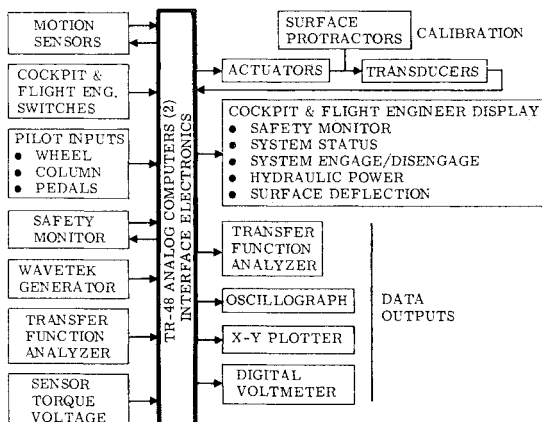 MOTION
SENSORS
COCKPIT &
FLIGHT ENG.
SWITCHES
PILOT INPUTS
• WHEEL
• COLUMN
• PEDALS
SAFETY
MONITOR
WAVETEK
GENERATOR
TRANSFER
FUNCTION
ANALYZER
SENSOR
TORQUE
VOLTAGE
TR-48 ANALOG COMPUTERS (2)
INTERFACE ELECTRONICS
SURFACE
PROTRACTORS
CALIBRATION
ACTUATORS
TRANSDUCERS
COCKPIT & FLIGHT ENGINEER DISPLAY
• SAFETY MONITOR
• SYSTEM STATUS
• SYSTEM ENGAGE/DISENGAGE
• HYDRAULIC POWER
• SURFACE DEFLECTION
TRANSFER
FUNCTION
ANALYZER
OSCILLOGRAPH
X-Y PLOTTER
DIGITAL
VOLTMETER
DATA
OUTPUTS